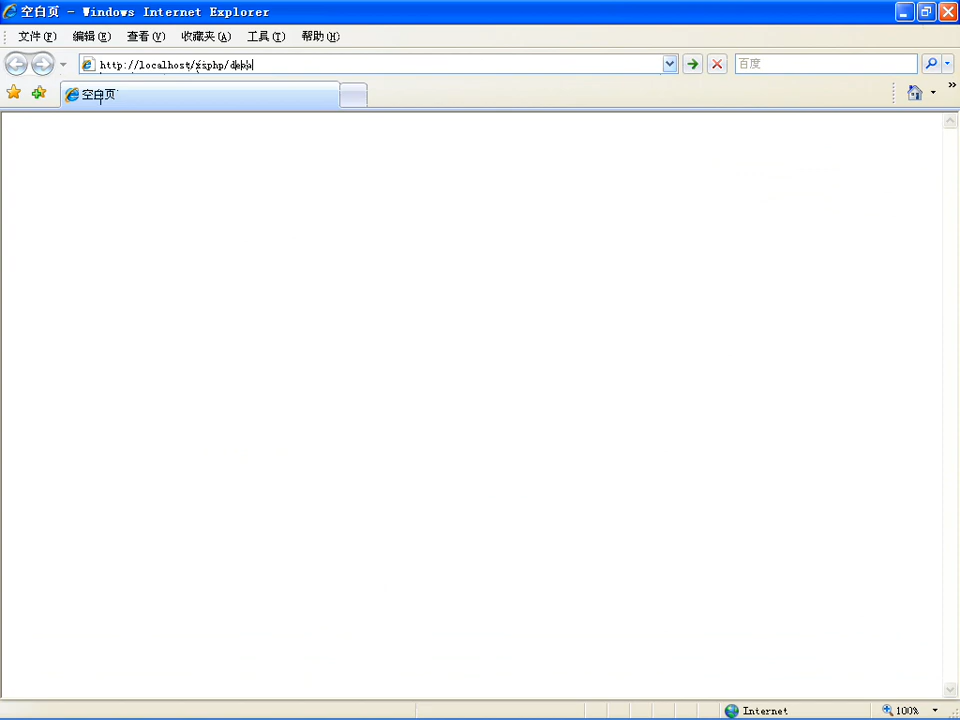 空白页 - Windows Internet Explorer
文件(F) 编辑(E) 查看(V) 收藏夹(A) 工具(T) 帮助(H)
http://localhost/xsphp/
百度
空白页
Internet
100%